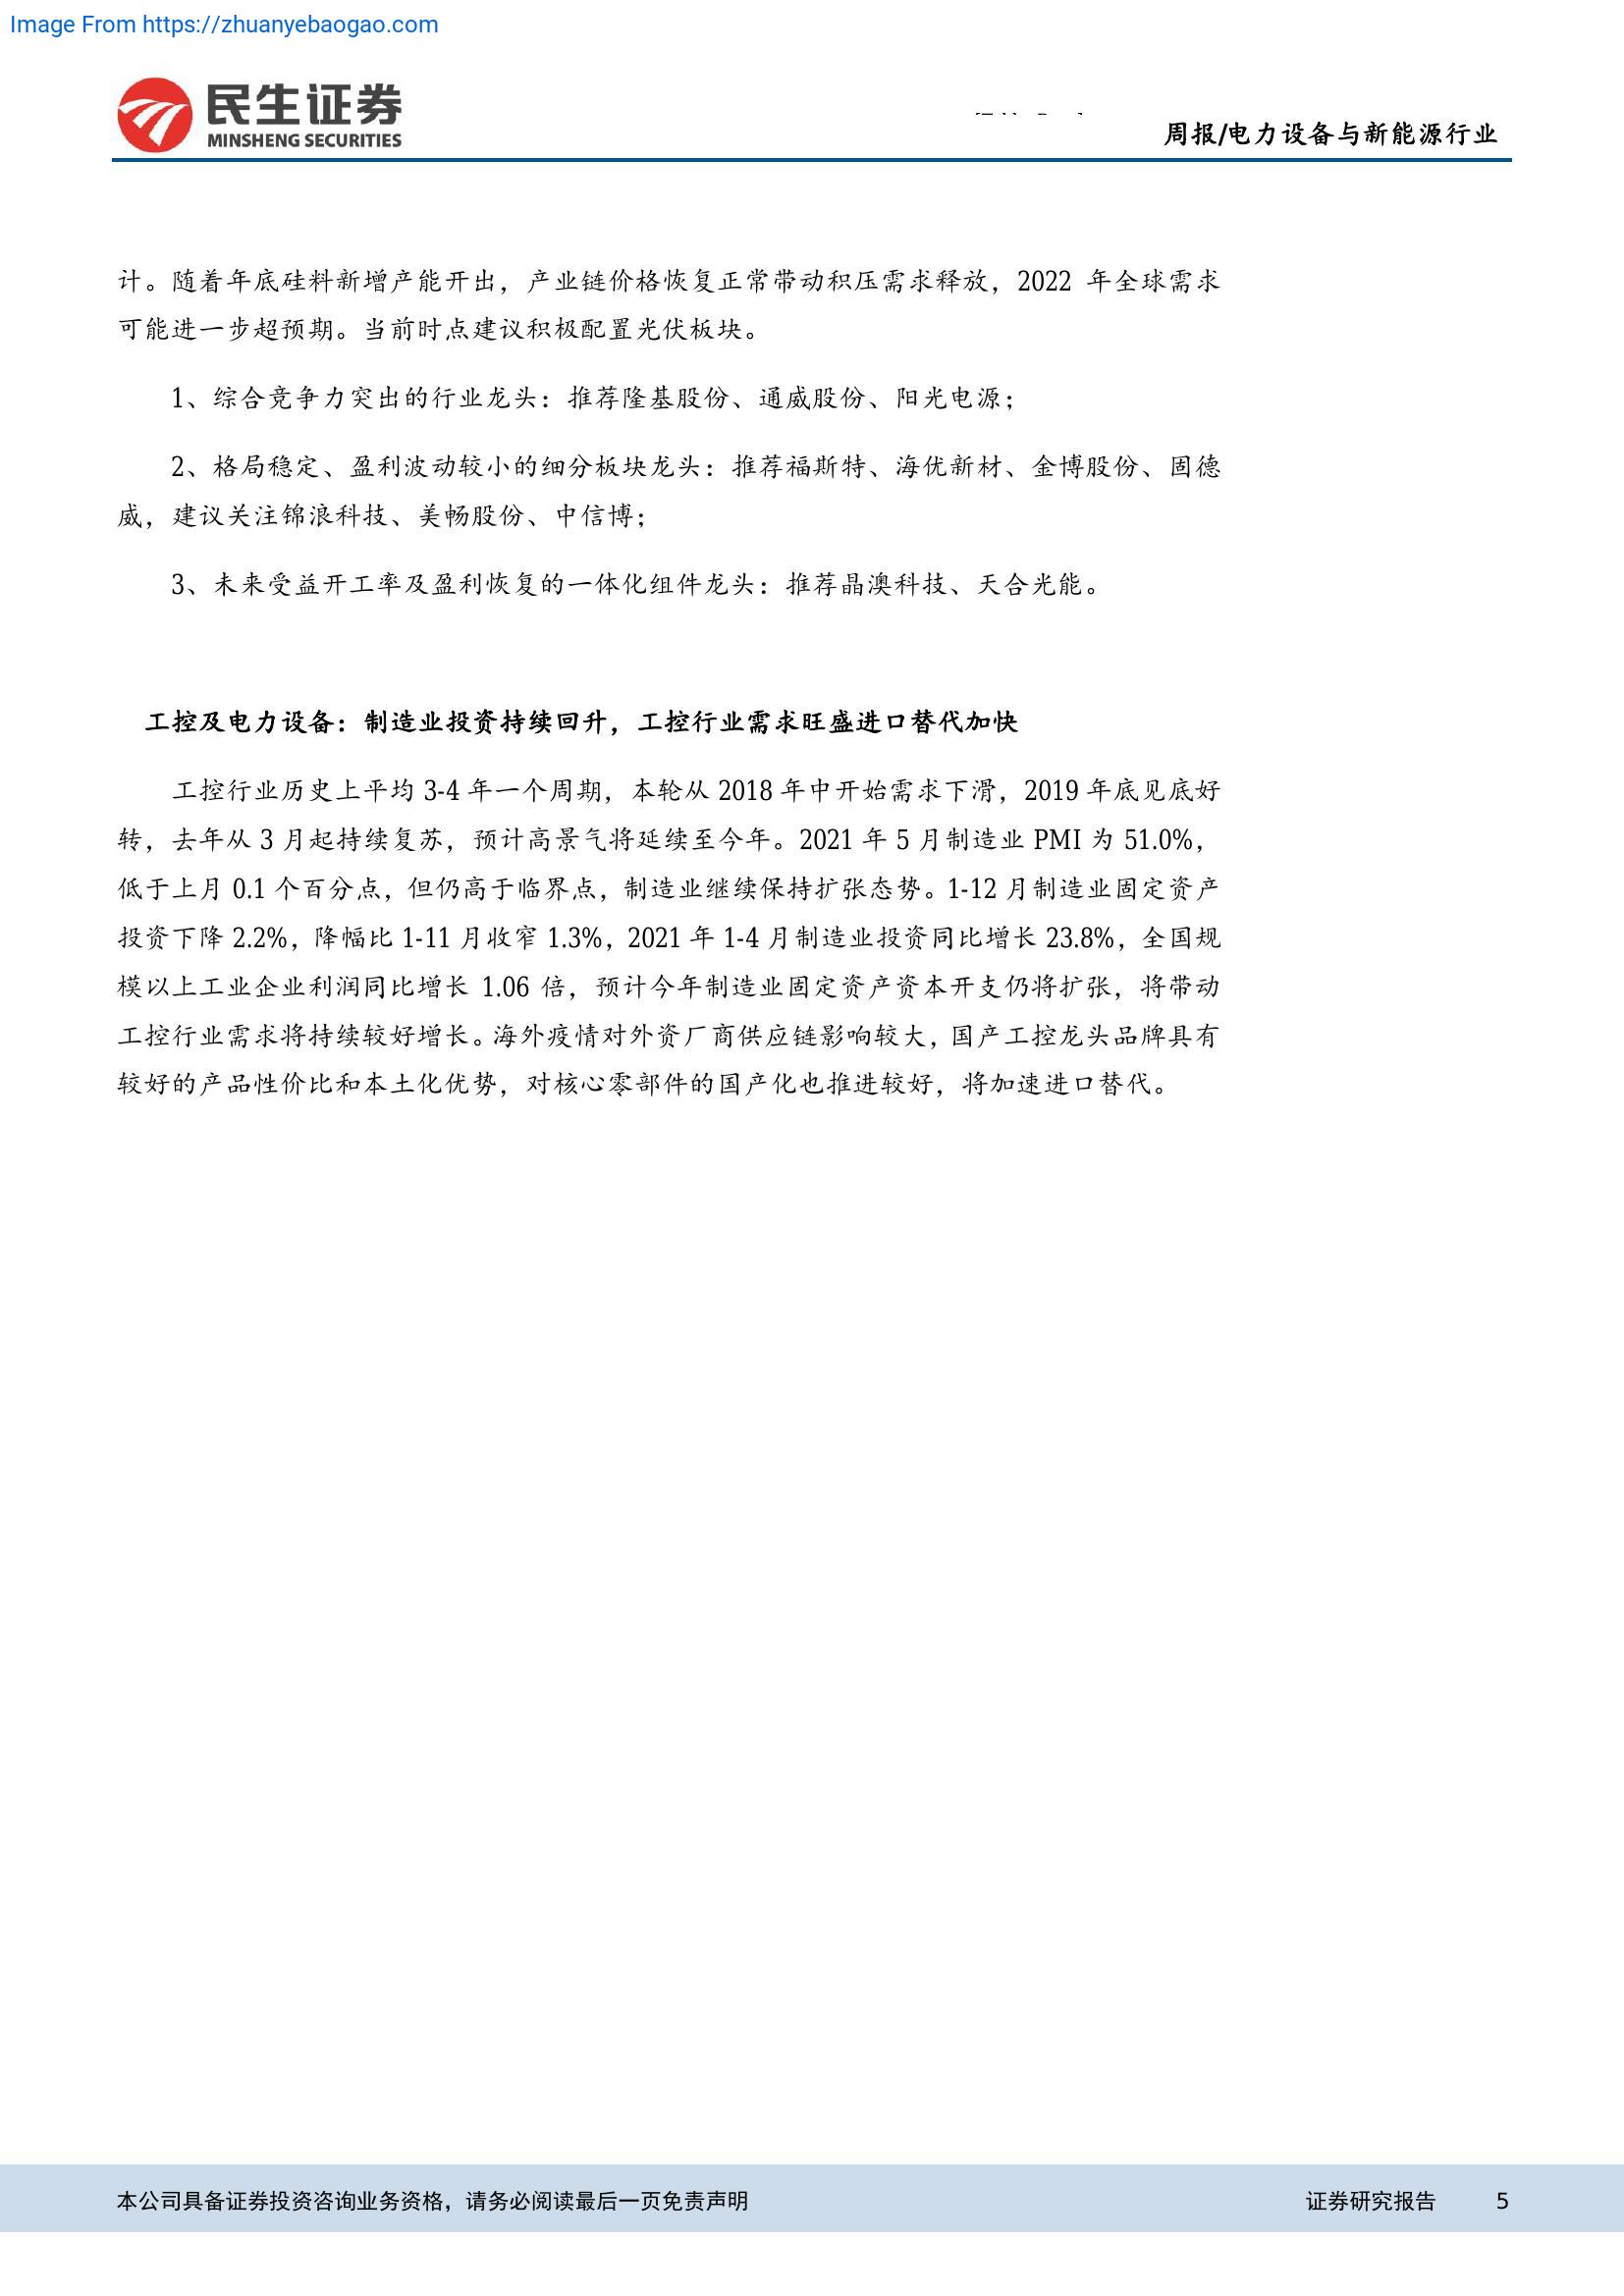 Image From https://zhuanyebaogao.com
民生证券
MINSHENG SECURITIES
周报/电力设备与新能源行业
计。随着年底硅料新增产能开出，产业链价格恢复正常带动积压需求释放，2022 年全球需求
可能进一步超预期。当前时点建议积极配置光伏板块。
1、综合竞争力突出的行业龙头：推荐隆基股份、通威股份、阳光电源；
2、格局稳定、盈利波动较小的细分板块龙头：推荐福斯特、海优新材、金博股份、固德
威，建议关注锦浪科技、美畅股份、中信博；
3、未来受益开工率及盈利恢复的一体化组件龙头：推荐晶澳科技、天合光能。
工控及电力设备：制造业投资持续回升，工控行业需求旺盛进口替代加快
工控行业历史上平均 3-4 年一个周期，本轮从 2018 年中开始需求下滑，2019 年底见底好
转，去年从 3 月起持续复苏，预计高景气将延续至今年。2021 年 5 月制造业 PMI 为 51.0%，
低于上月 0.1 个百分点，但仍高于临界点，制造业继续保持扩张态势。1-12 月制造业固定资产
投资下降 2.2%，降幅比 1-11 月收窄 1.3%，2021 年 1-4 月制造业投资同比增长 23.8%，全国规
模以上工业企业利润同比增长 1.06 倍，预计今年制造业固定资产资本开支仍将扩张，将带动
工控行业需求将持续较好增长。海外疫情对外资厂商供应链影响较大，国产工控龙头品牌具有
较好的产品性价比和本土化优势，对核心零部件的国产化也推进较好，将加速进口替代。
本公司具备证券投资咨询业务资格，请务必阅读最后一页免责声明
证券研究报告 5